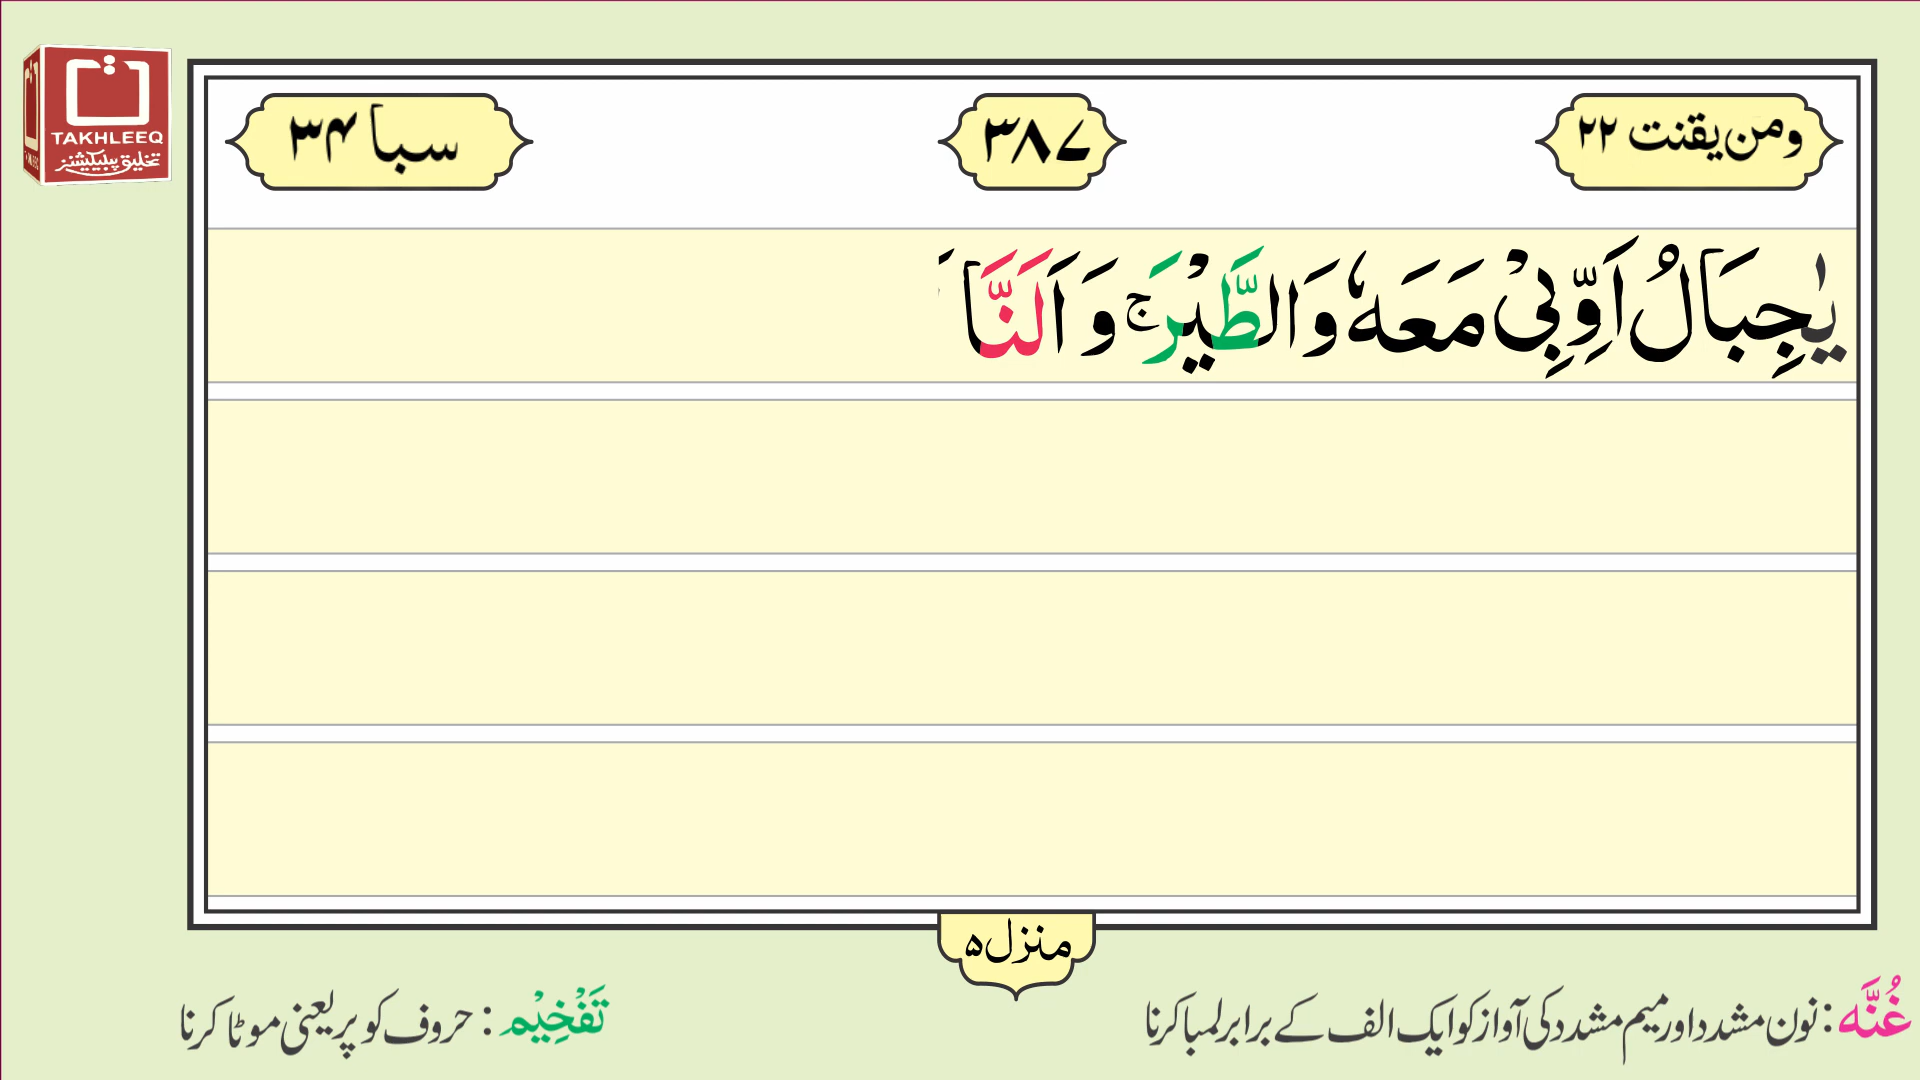 TAKHLEEQ
تخلیق پبلیکیشنز
ومن یقنت ۲۲
۳۸۷
سبا ۳۴
یٰجِبَالُ اَوِّبِیْ مَعَهٗ وَالطَّیْرَ ۚ وَ اَلَنَّا
منزل ۵
غُنَّه : نون مشدد اور میم مشدد کی آواز کو ایک الف کے برابر لمبا کرنا
تَفْخِیْم : حروف کو پر یعنی موٹا کرنا